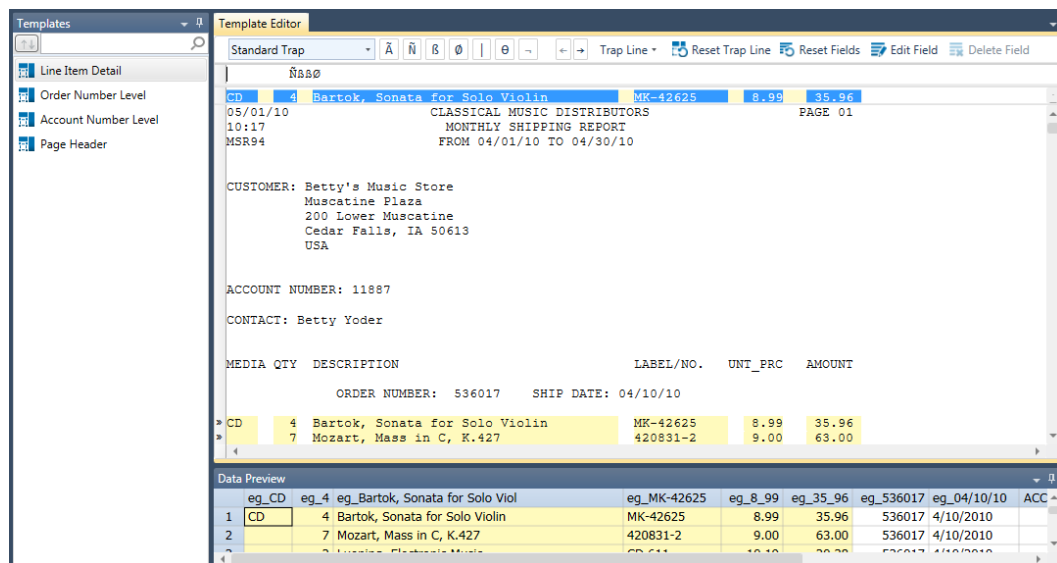 Templates
Line Item Detail
Order Number Level
Account Number Level
Page Header
Template Editor
Standard Trap Ã Ñ ß Ø | Ө ¬ ← → Trap Line Reset Trap Line Reset Fields Edit Field Delete Field
ÑßßØ
CD 4 Bartok, Sonata for Solo Violin MK-42625 8.99 35.96
05/01/10 CLASSICAL MUSIC DISTRIBUTORS PAGE 01
10:17 MONTHLY SHIPPING REPORT
MSR94 FROM 04/01/10 TO 04/30/10
CUSTOMER: Betty's Music Store
Muscatine Plaza
200 Lower Muscatine
Cedar Falls, IA 50613
USA
ACCOUNT NUMBER: 11887
CONTACT: Betty Yoder
MEDIA QTY DESCRIPTION LABEL/NO. UNT_PRC AMOUNT
ORDER NUMBER: 536017 SHIP DATE: 04/10/10
» CD 4 Bartok, Sonata for Solo Violin MK-42625 8.99 35.96
» 7 Mozart, Mass in C, K.427 420831-2 9.00 63.00
Data Preview
eg_CD eg_4 eg_Bartok, Sonata for Solo Viol eg_MK-42625 eg_8_99 eg_35_96 eg_536017 eg_04/10/10 ACC
1 CD 4 Bartok, Sonata for Solo Violin MK-42625 8.99 35.96 536017 4/10/2010
2 7 Mozart, Mass in C, K.427 420831-2 9.00 63.00 536017 4/10/2010